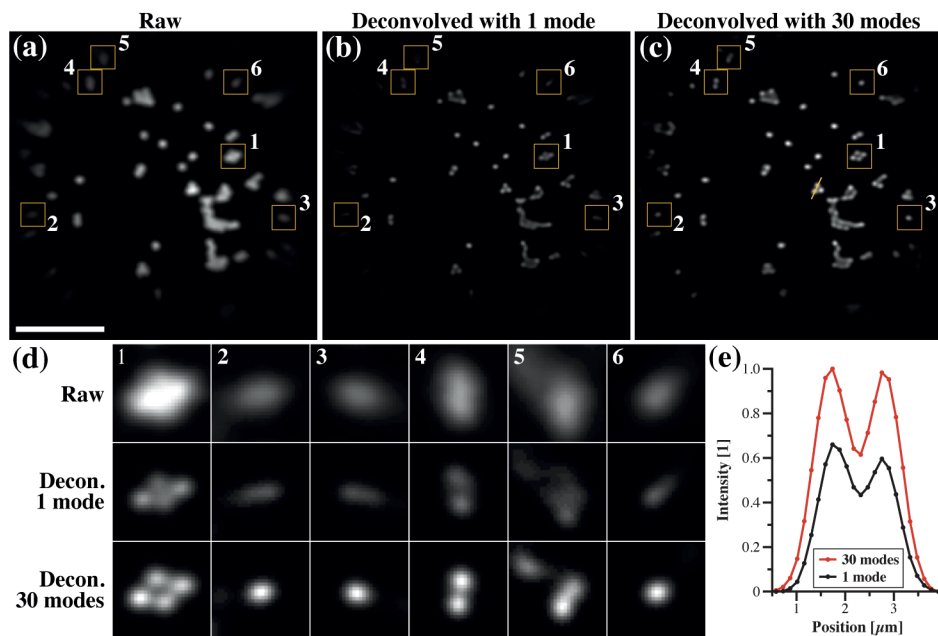 Raw
Deconvolved with 1 mode
Deconvolved with 30 modes
(a)
5
4
6
1
2
3
(b)
5
4
6
1
2
3
(c)
5
4
6
1
2
3
(d)
1 2 3 4 5 6
Raw
Decon.
1 mode
Decon.
30 modes
(e)
1.0
0.8
0.6
0.4
0.2
0
Intensity [1]
30 modes
1 mode
1 2 3
Position [μm]